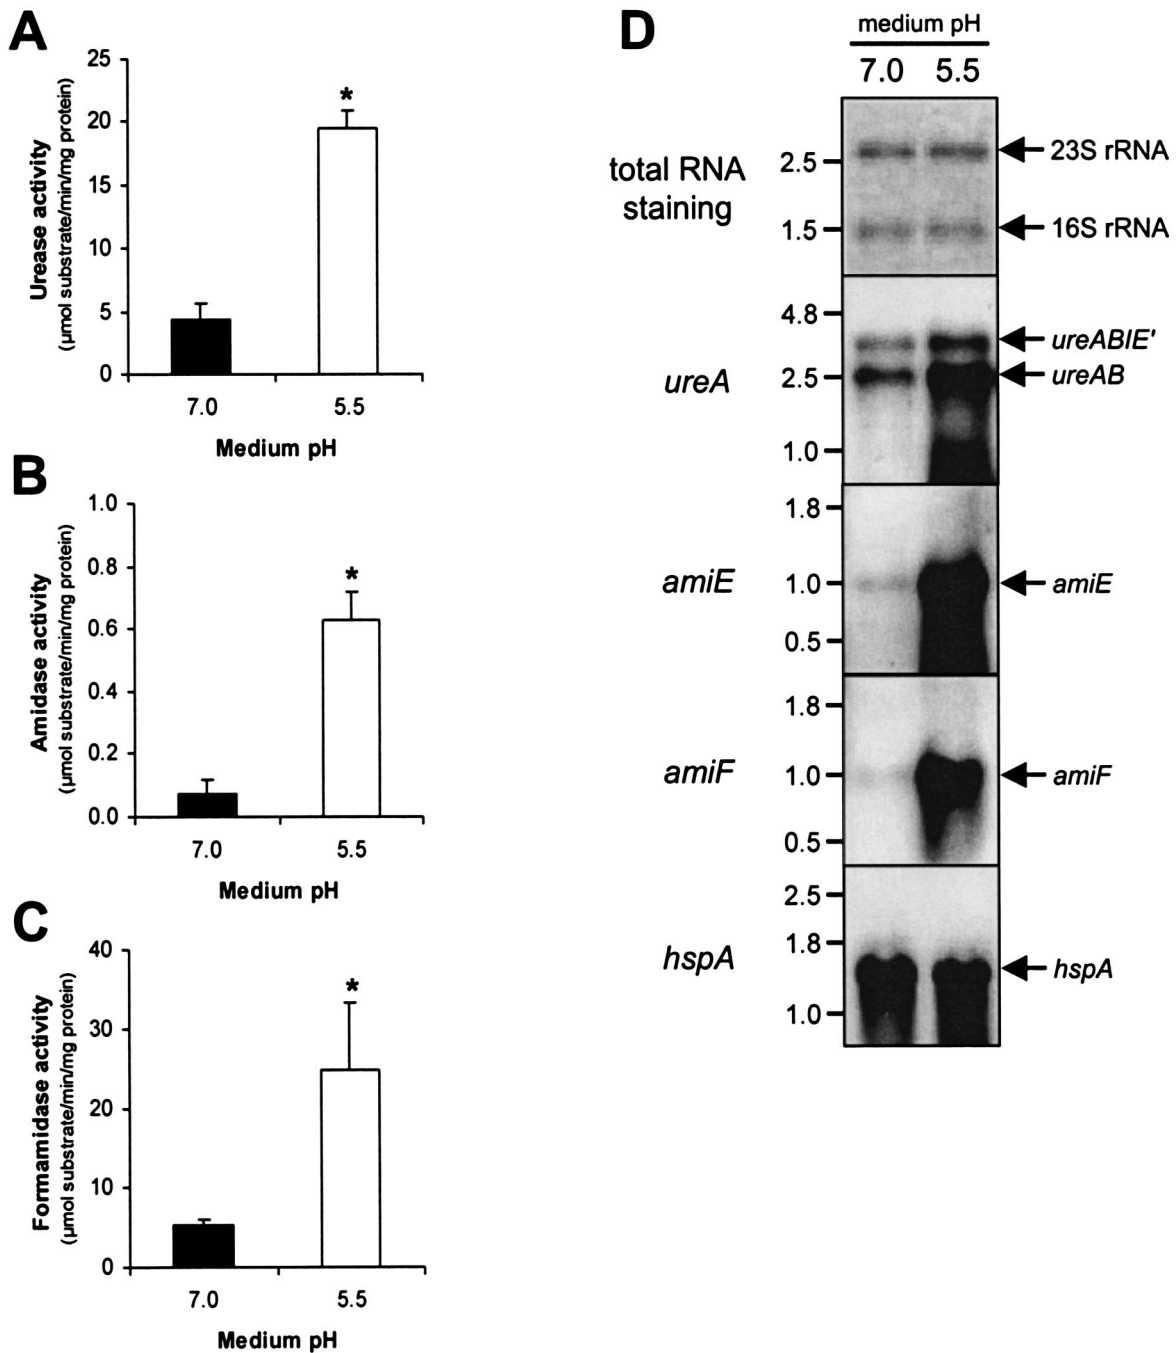 A
Urease activity
(µmol substrate/min/mg protein)
25
20
15
10
5
0
*
7.0 5.5
Medium pH
B
Amidase activity
(µmol substrate/min/mg protein)
1.0
0.8
0.6
0.4
0.2
0.0
*
7.0 5.5
Medium pH
C
Formamidase activity
(µmol substrate/min/mg protein)
40
30
20
10
0
*
7.0 5.5
Medium pH
D
medium pH
7.0 5.5
total RNA
staining
2.5
1.5
23S rRNA
16S rRNA
ureA
4.8
2.5
1.0
ureABIE'
ureAB
amiE
1.8
1.0
0.5
amiE
amiF
1.8
1.0
0.5
amiF
hspA
2.5
1.8
1.0
hspA